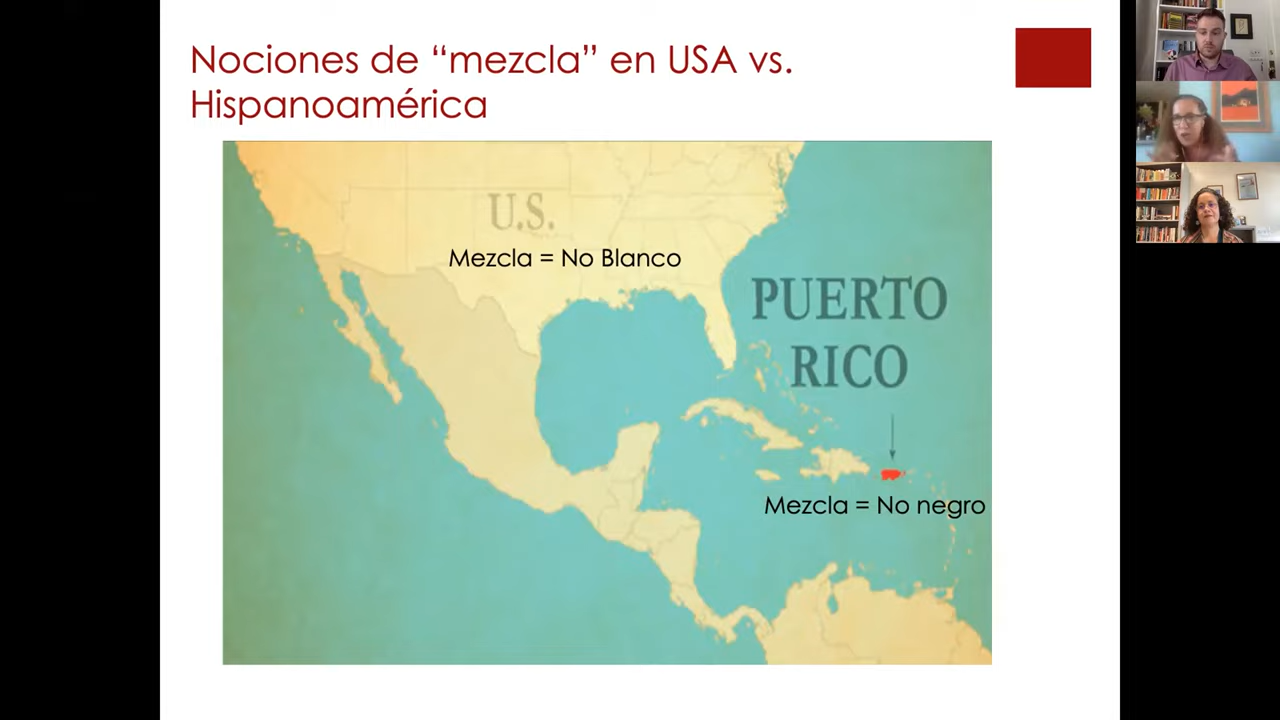 Nociones de “mezcla” en USA vs.
Hispanoamérica
U.S.
Mezcla = No Blanco
PUERTO
RICO
Mezcla = No negro